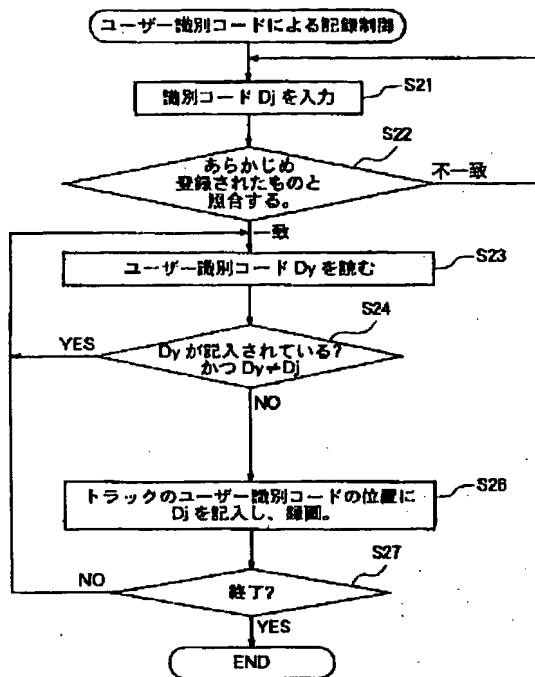 ユーザー識別コードによる記録制御
識別コード Dj を入力
S21
あらかじめ
登録されたものと
照合する。
S22
不一致
一致
ユーザー識別コード Dy を読む
S23
Dy が記入されている?
かつ Dy≠Dj
S24
YES
NO
トラックのユーザー識別コードの位置に
Dj を記入し、録画。
S26
終了?
S27
NO
YES
END